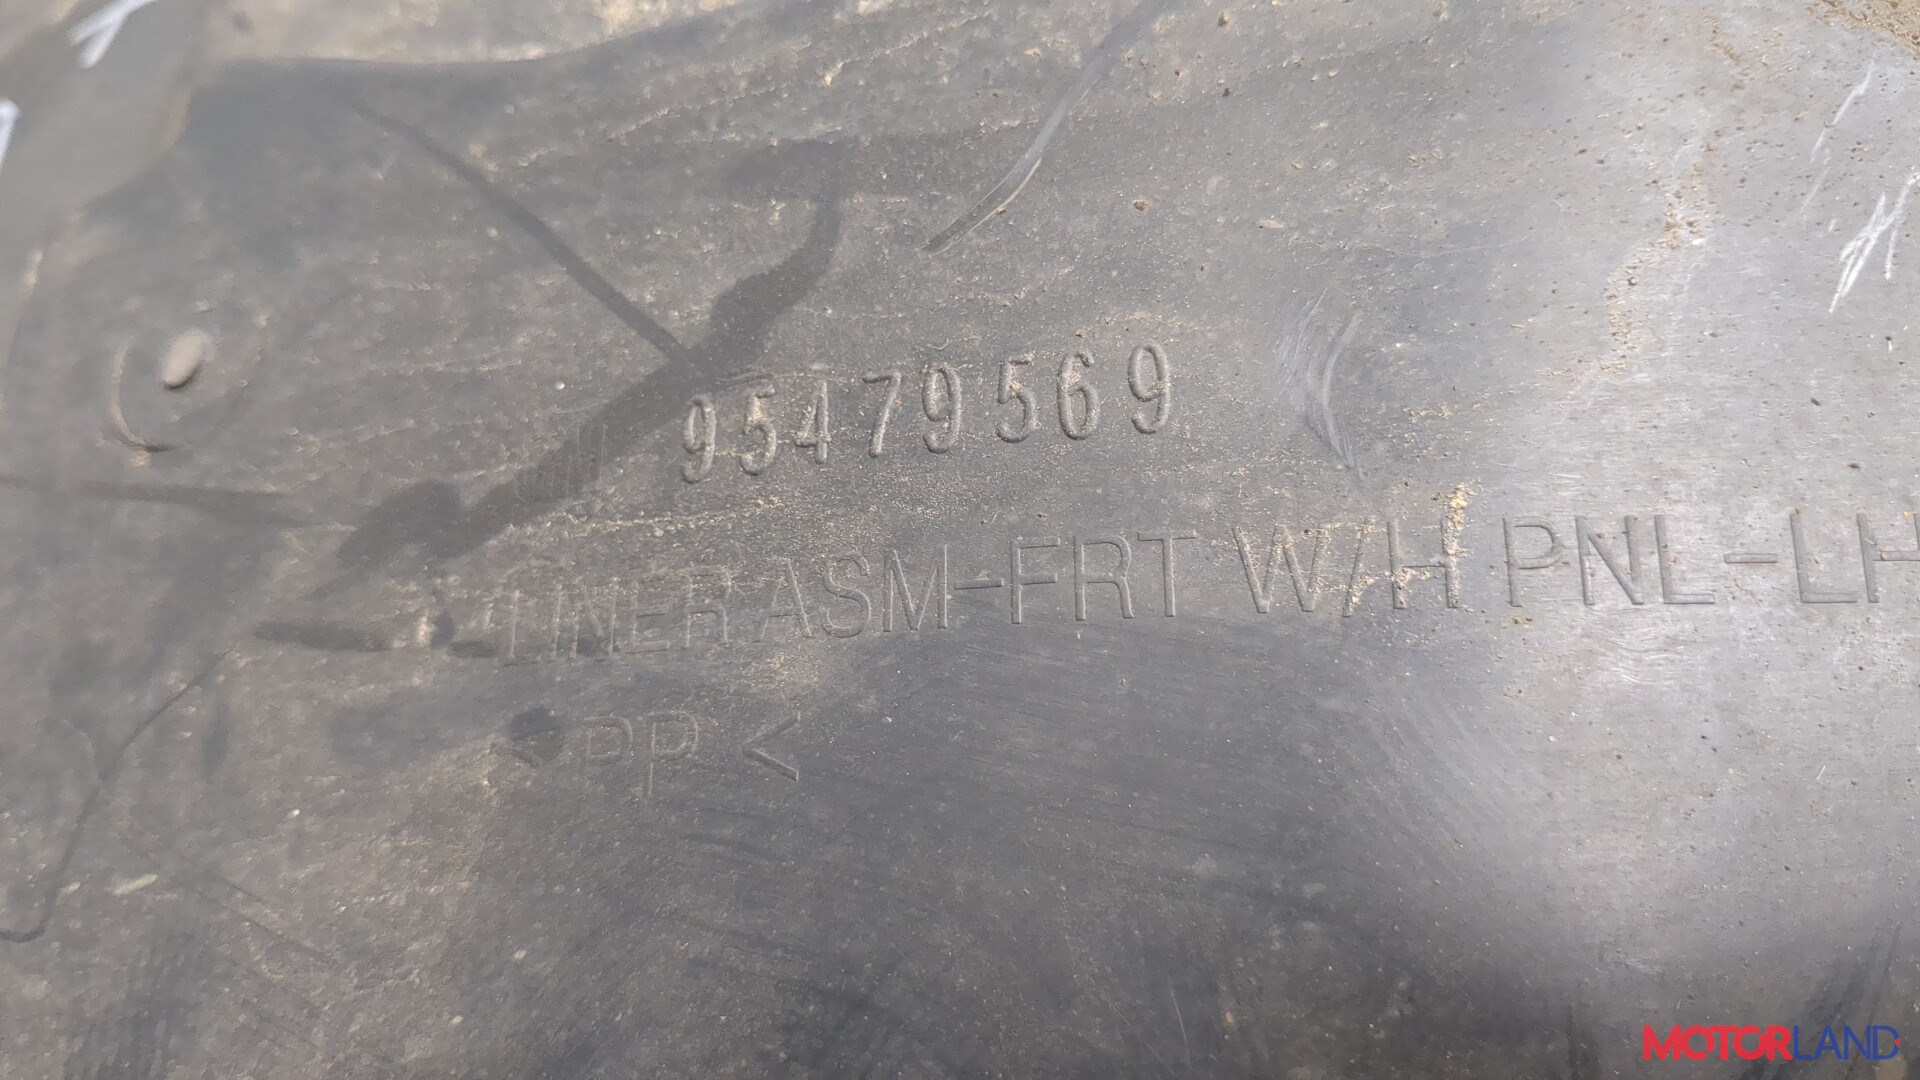 95479569
LINER ASM-FRT W/H PNL-LH
> PP <
MOTORLAND